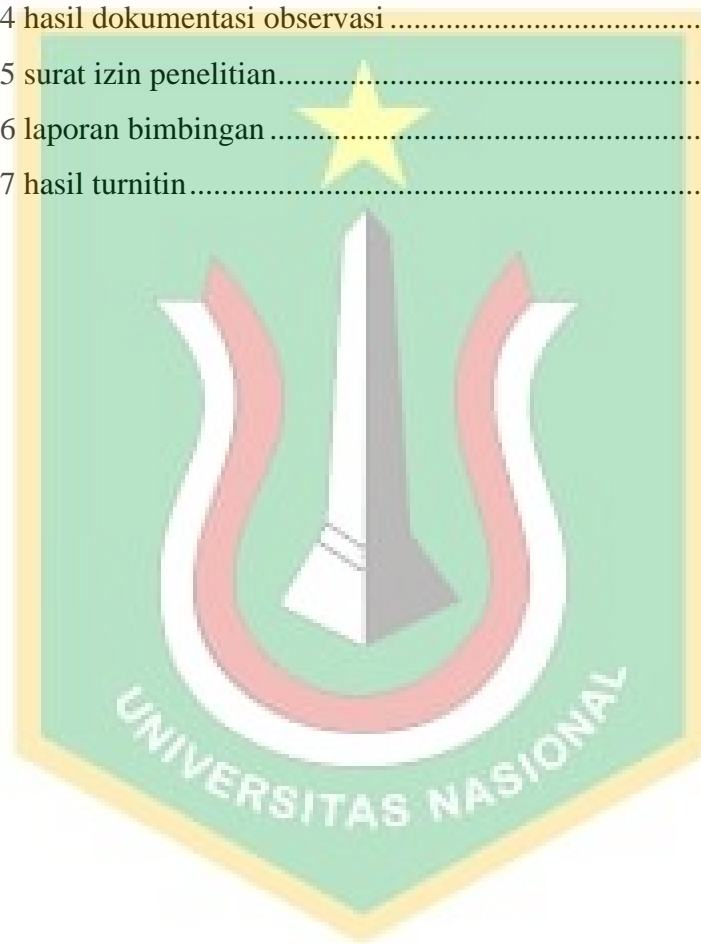 4 hasil dokumentasi observasi.......................................
5 surat izin penelitian.....................................................
6 laporan bimbingan ......................................................
7 hasil turnitin................................................................
UNIVERSITAS NASIONAL